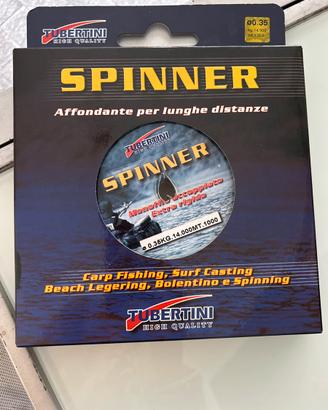 TUBERTINI
HIGH QUALITY
Ø0.35
SPINNER
Affondante per lunghe distanze
TUBERTINI
SPINNER
Monofilo accoppiato
Extra rigido
ø 0.35KG.14.000MT.1000
Carp Fishing, Surf Casting
Beach Legering, Bolentino e Spinning
TUBERTINI
HIGH QUALITY